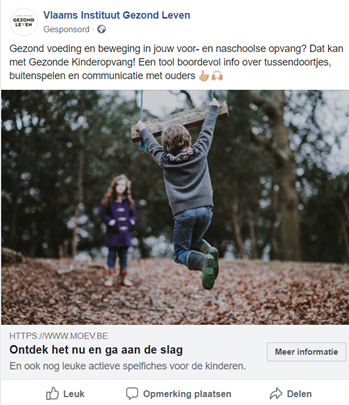 GEZOND
LEVEN
Vlaams Instituut Gezond Leven
Gesponsord ·
Gezond voeding en beweging in jouw voor- en naschoolse opvang? Dat kan
met Gezonde Kinderopvang! Een tool boordevol info over tussendoortjes,
buitenspelen en communicatie met ouders 👍🏼🙌🏼
HTTPS://WWW.MOEV.BE
Ontdek het nu en ga aan de slag
En ook nog leuke actieve spelfiches voor de kinderen.
Meer informatie
Leuk
Opmerking plaatsen
Delen